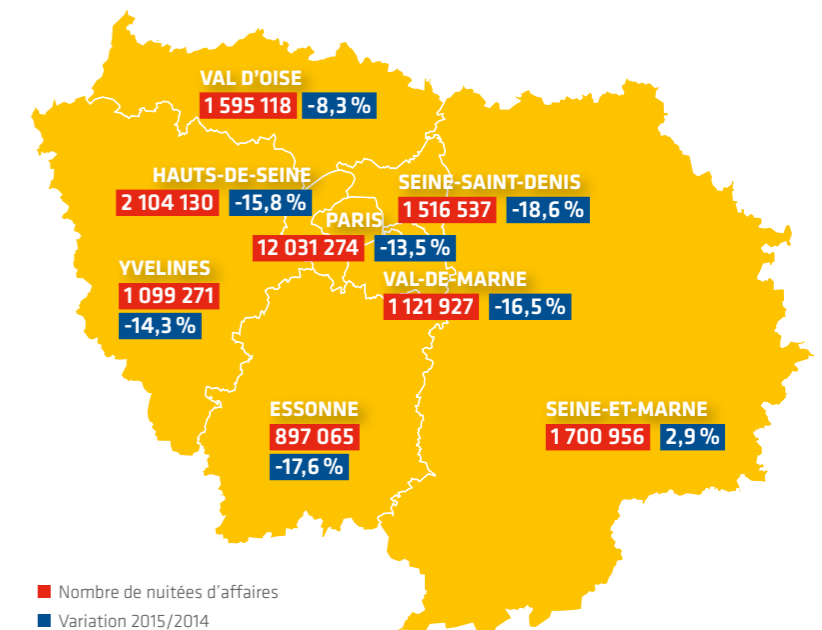 VAL D'OISE
1 595 118 -8,3 %
HAUTS-DE-SEINE
2 104 130 -15,8 %
SEINE-SAINT-DENIS
1 516 537 -18,6 %
PARIS
12 031 274 -13,5 %
YVELINES
1 099 271
-14,3 %
VAL-DE-MARNE
1 121 927 -16,5 %
ESSONNE
897 065
-17,6 %
SEINE-ET-MARNE
1 700 956 2,9 %
Nombre de nuitées d'affaires
Variation 2015/2014